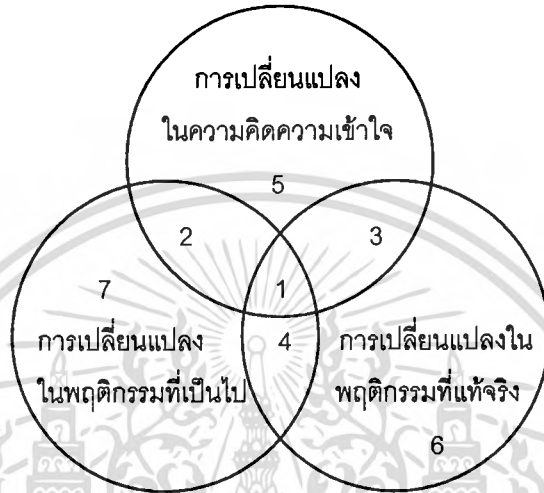 การเปลี่ยนแปลง
ในความคิดความเข้าใจ
5
2
3
7
1
การเปลี่ยนแปลง
ในพฤติกรรมที่เป็นไป
4
การเปลี่ยนแปลงใน
พฤติกรรมที่แท้จริง
6